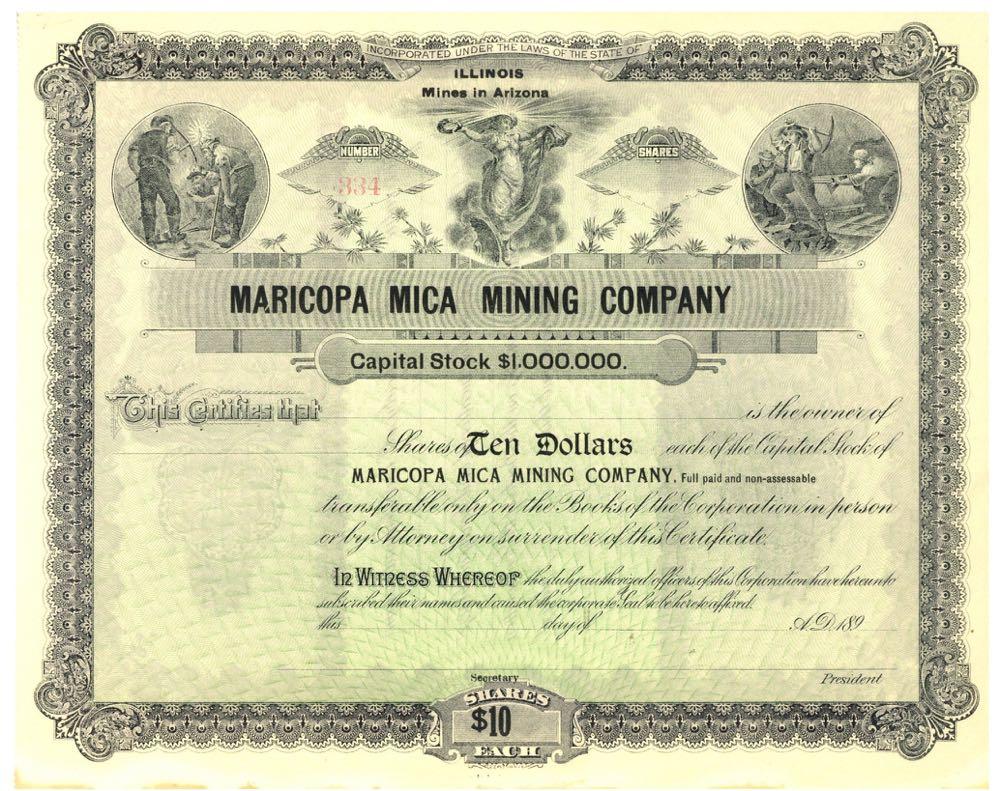 INCORPORATED UNDER THE LAWS OF THE STATE OF
ILLINOIS
Mines in Arizona
NUMBER
334
SHARES
MARICOPA MICA MINING COMPANY
Capital Stock $1.000.000.
This Certifies that
is the owner of
Shares of Ten Dollars each of the Capital Stock of
MARICOPA MICA MINING COMPANY, Full paid and non-assessable
transferable only on the Books of the Corporation in person
or by Attorney on surrender of this Certificate.
IN WITNESS WHEREOF the duly authorized officers of this Corporation have hereunto
subscribed their names and caused the corporate Seal to be hereto affixed.
this day of A.D. 189
Secretary
President
SHARES
$10
EACH